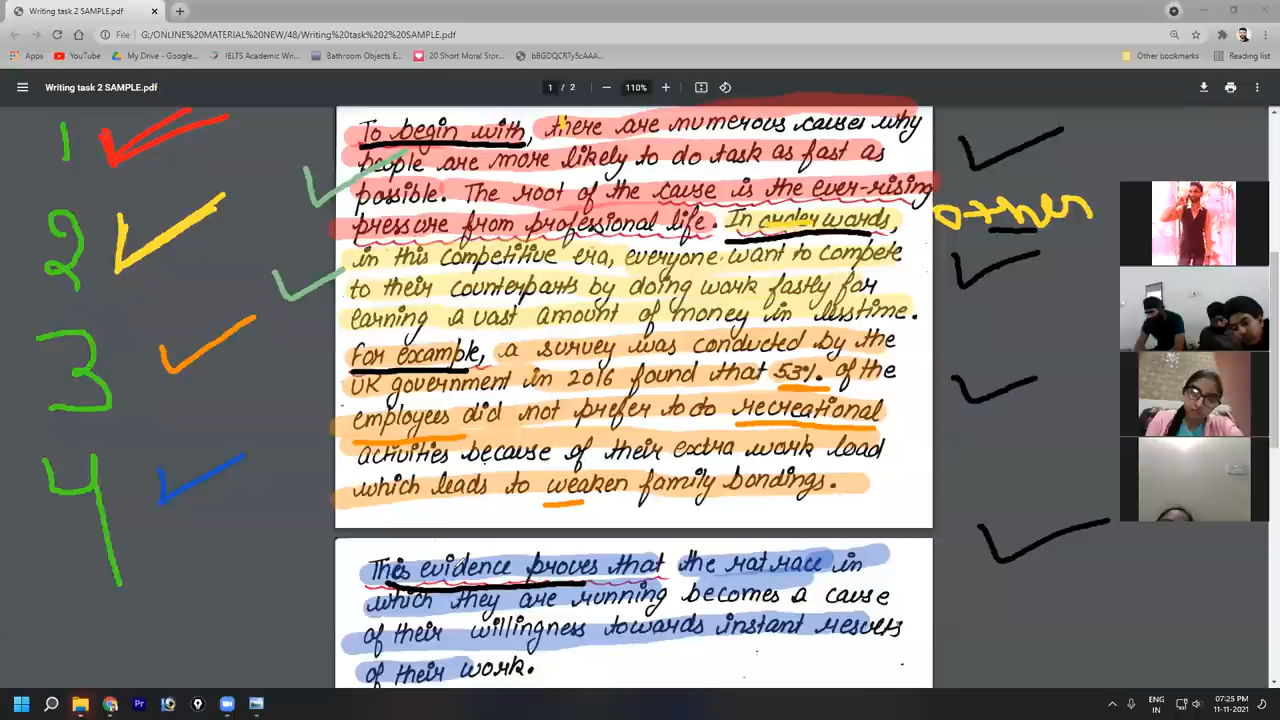 Writing task 2 SAMPLE.pdf
File G:/ONLINE%20MATERIAL%20NEW/48/Writing%20task%202%20SAMPLE.pdf
Apps YouTube My Drive - Google... IELTS Academic Wri... Bathroom Objects E... 20 Short Moral Stor... bBGDQCRTy5cAAA... Other bookmarks Reading list
Writing task 2 SAMPLE.pdf 1 / 2 110%
To begin with, there are numerous causes why
people are more likely to do task as fast as
possible. The root of the cause is the ever-rising
pressure from professional life. In words,
other
in this competitive era, everyone want to compete
to their counterparts by doing work fastly for
earning a vast amount of money in less time.
For example, a survey was conducted by the
UK government in 2016 found that 53% of the
employees did not prefer to do recreational
activities because of their extra work load
which leads to weaken family bondings.
This evidence proves that the rat race in
which they are running becomes a cause
of their willingness towards instant
of their work.
1
2
3
4
ENG
IN
07:25 PM
11-11-2021